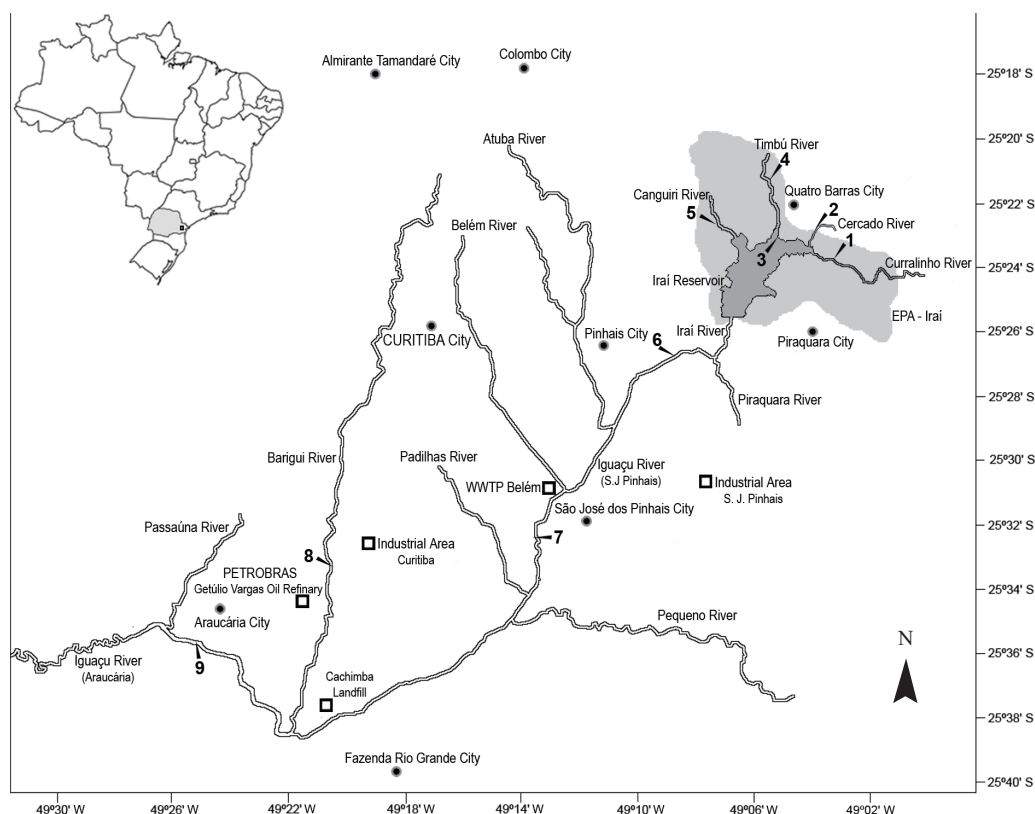 Almirante Tamandaré City
Colombo City
25º18' S
Atuba River
25º20' S
Timbú River
4
Canguiri River
Quatro Barras City
25º22' S
5
2
Cercado River
Belém River
1
3
25º24' S
Curralinho River
Iraí Reservoir
EPA - Iraí
CURITIBA City
Pinhais City
6
Iraí River
25º26' S
Piraquara City
25º28' S
Piraquara River
Barigui River
Padilhas River
25º30' S
Iguaçu River
(S.J Pinhais)
WWTP Belém
Industrial Area
S. J. Pinhais
São José dos Pinhais City
25º32' S
Passaúna River
7
Industrial Area
Curitiba
8
PETROBRAS
Getúlio Vargas Oil Refinary
25º34' S
Araucária City
Pequeno River
N
25º36' S
Iguaçu River
(Araucária)
9
Cachimba
Landfill
25º38' S
Fazenda Rio Grande City
25º40' S
49º30' W
49º26' W
49º22' W
49º18' W
49º14' W
49º10' W
49º06' W
49º02' W